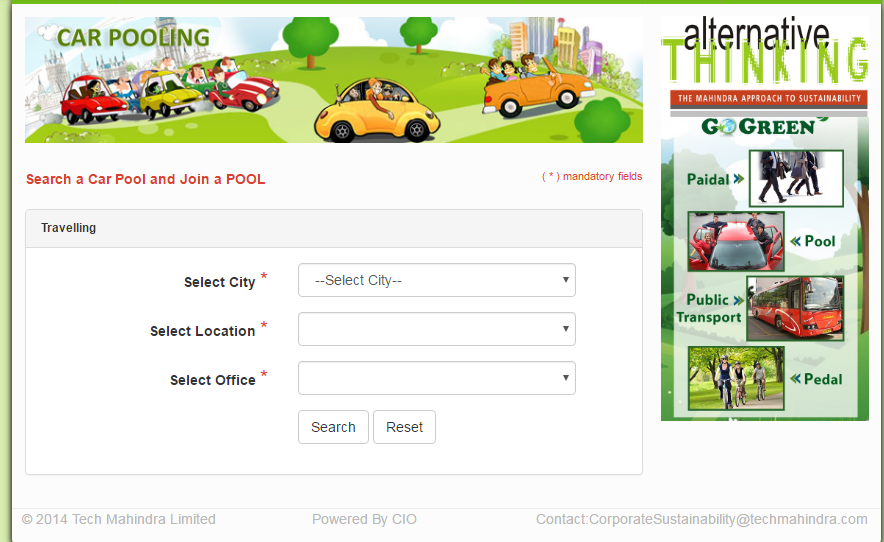 CAR POOLING
alternative
THINKING
THE MAHINDRA APPROACH TO SUSTAINABILITY
GOGREEN
Paidal
Pool
Public
Transport
Pedal
Search a Car Pool and Join a POOL
( * ) mandatory fields
Travelling
Select City *
--Select City--
Select Location *
Select Office *
Search
Reset
© 2014 Tech Mahindra Limited
Powered By CIO
Contact:CorporateSustainability@techmahindra.com